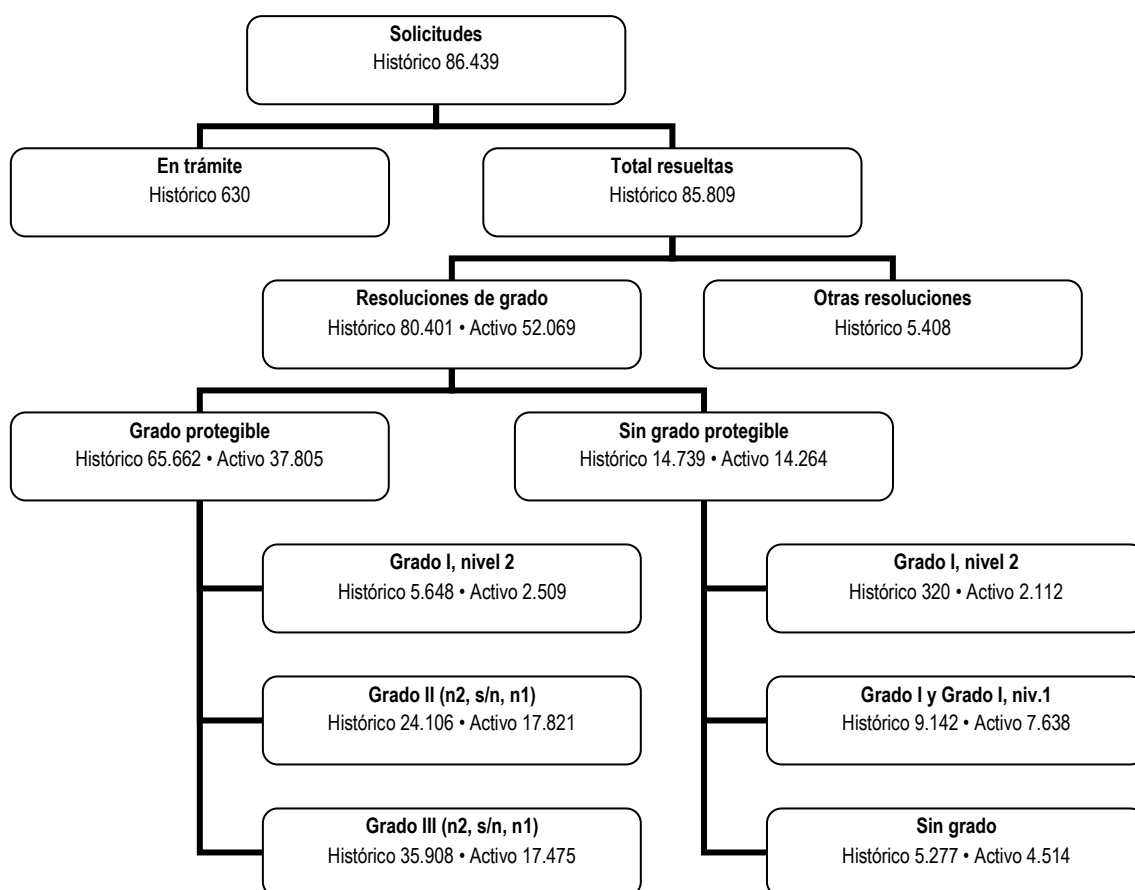 Solicitudes
Histórico 86.439
En trámite
Histórico 630
Total resueltas
Histórico 85.809
Resoluciones de grado
Histórico 80.401 • Activo 52.069
Otras resoluciones
Histórico 5.408
Grado protegible
Histórico 65.662 • Activo 37.805
Sin grado protegible
Histórico 14.739 • Activo 14.264
Grado I, nivel 2
Histórico 5.648 • Activo 2.509
Grado I, nivel 2
Histórico 320 • Activo 2.112
Grado II (n2, s/n, n1)
Histórico 24.106 • Activo 17.821
Grado I y Grado I, niv.1
Histórico 9.142 • Activo 7.638
Grado III (n2, s/n, n1)
Histórico 35.908 • Activo 17.475
Sin grado
Histórico 5.277 • Activo 4.514